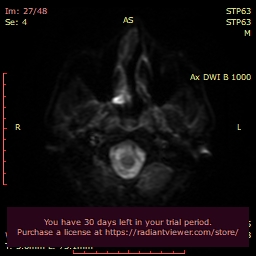 Im: 27/48
Se: 4
AS
STP63
STP63
M
Ax DWI B 1000
R
L
You have 30 days left in your trial period.
Purchase a license at https://radiantviewer.com/store/